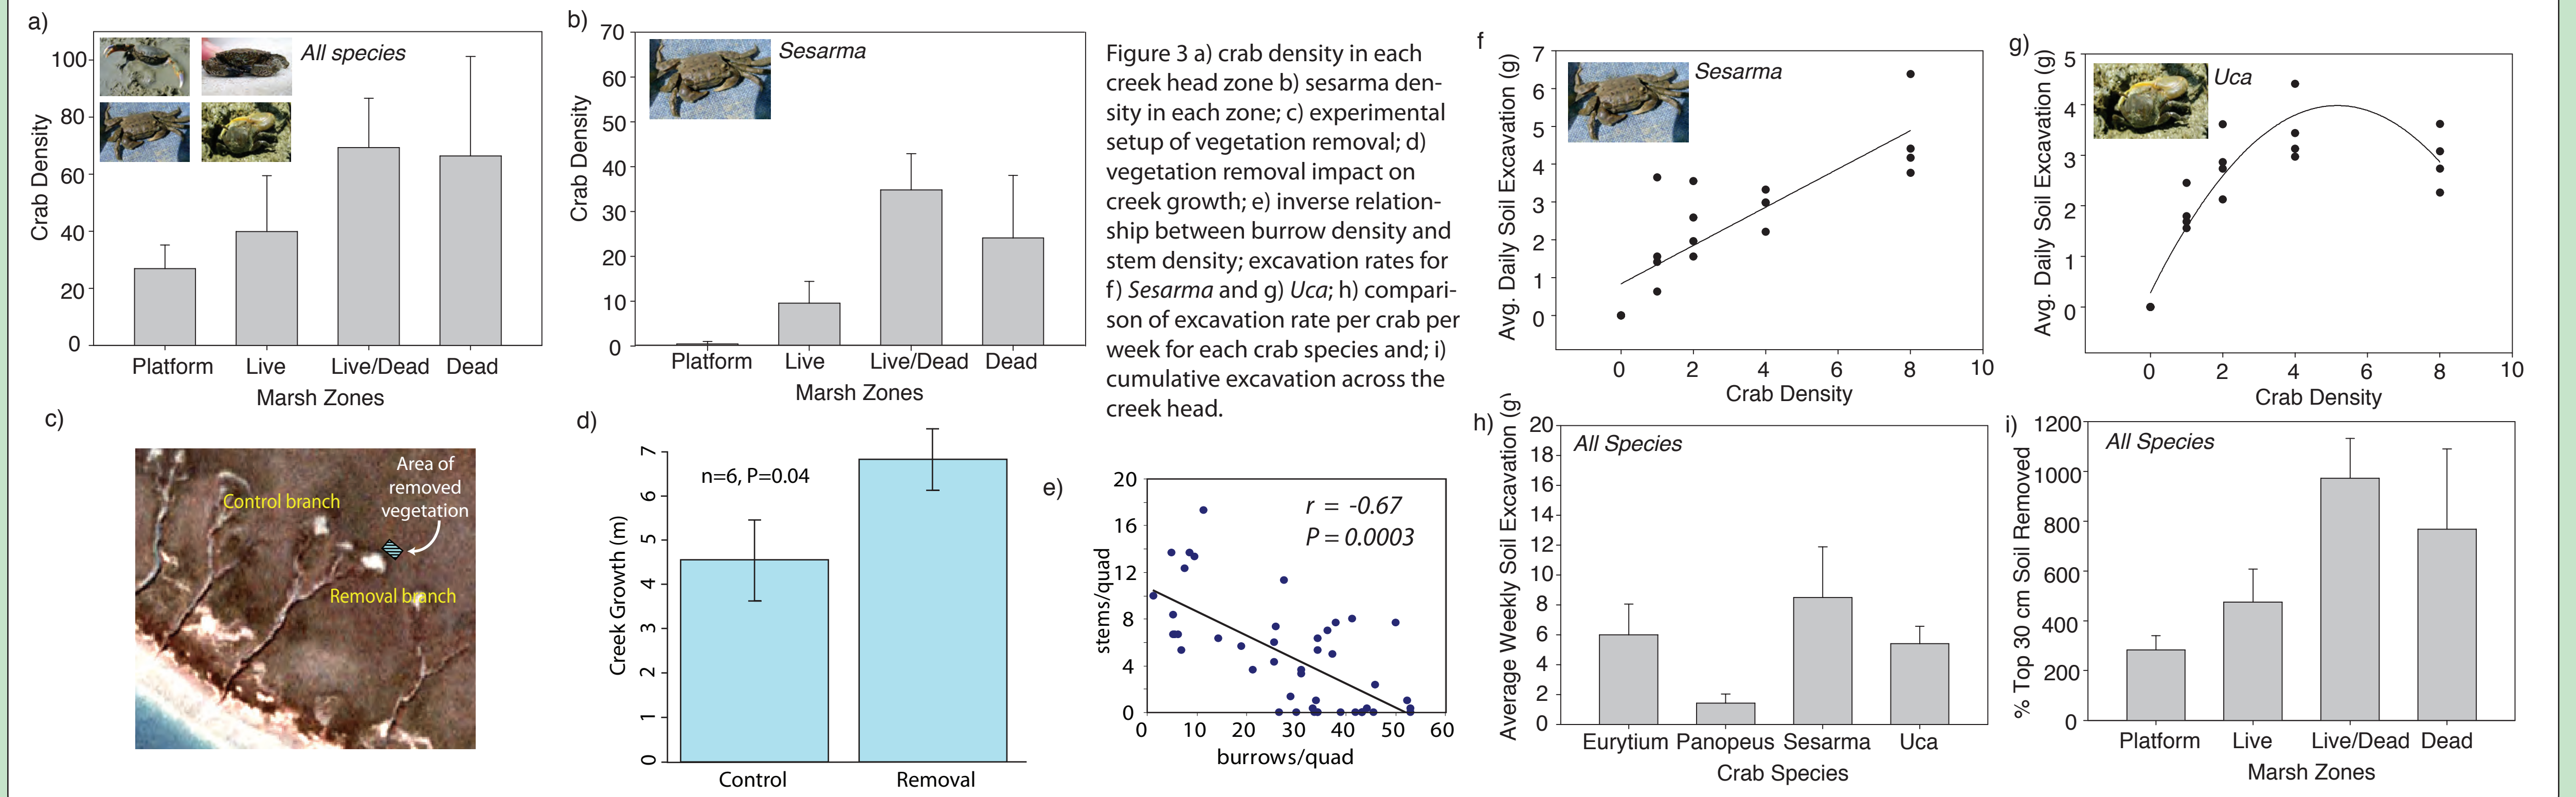 a)
All species
100
80
60
40
20
0
Crab Density
Platform
Live
Live/Dead
Dead
Marsh Zones
b)
Sesarma
70
60
50
40
30
20
10
0
Crab Density
Platform
Live
Live/Dead
Dead
Marsh Zones
Figure 3 a) crab density in each
creek head zone b) sesarma den-
sity in each zone; c) experimental
setup of vegetation removal; d)
vegetation removal impact on
creek growth; e) inverse relation-
ship between burrow density and
stem density; excavation rates for
f) Sesarma and g) Uca; h) compari-
son of excavation rate per crab per
week for each crab species and; i)
cumulative excavation across the
creek head.
f
Sesarma
7
6
5
4
3
2
1
0
Avg. Daily Soil Excavation (g)
0 2 4 6 8 10
Crab Density
g)
Uca
5
4
3
2
1
0
Avg. Daily Soil Excavation (g)
0 2 4 6 8 10
Crab Density
c)
Control branch
Area of
removed
vegetation
Removal branch
d)
n=6, P=0.04
7
6
5
4
3
2
1
0
Creek Growth (m)
Control
Removal
e)
r = -0.67
P = 0.0003
20
16
12
8
4
0
stems/quad
0 10 20 30 40 50 60
burrows/quad
h)
All Species
20
18
16
14
12
10
8
6
4
2
0
Average Weekly Soil Excavation (g)
Eurytium
Panopeus
Sesarma
Uca
Crab Species
i)
All Species
1200
1000
800
600
400
200
0
% Top 30 cm Soil Removed
Platform
Live
Live/Dead
Dead
Marsh Zones